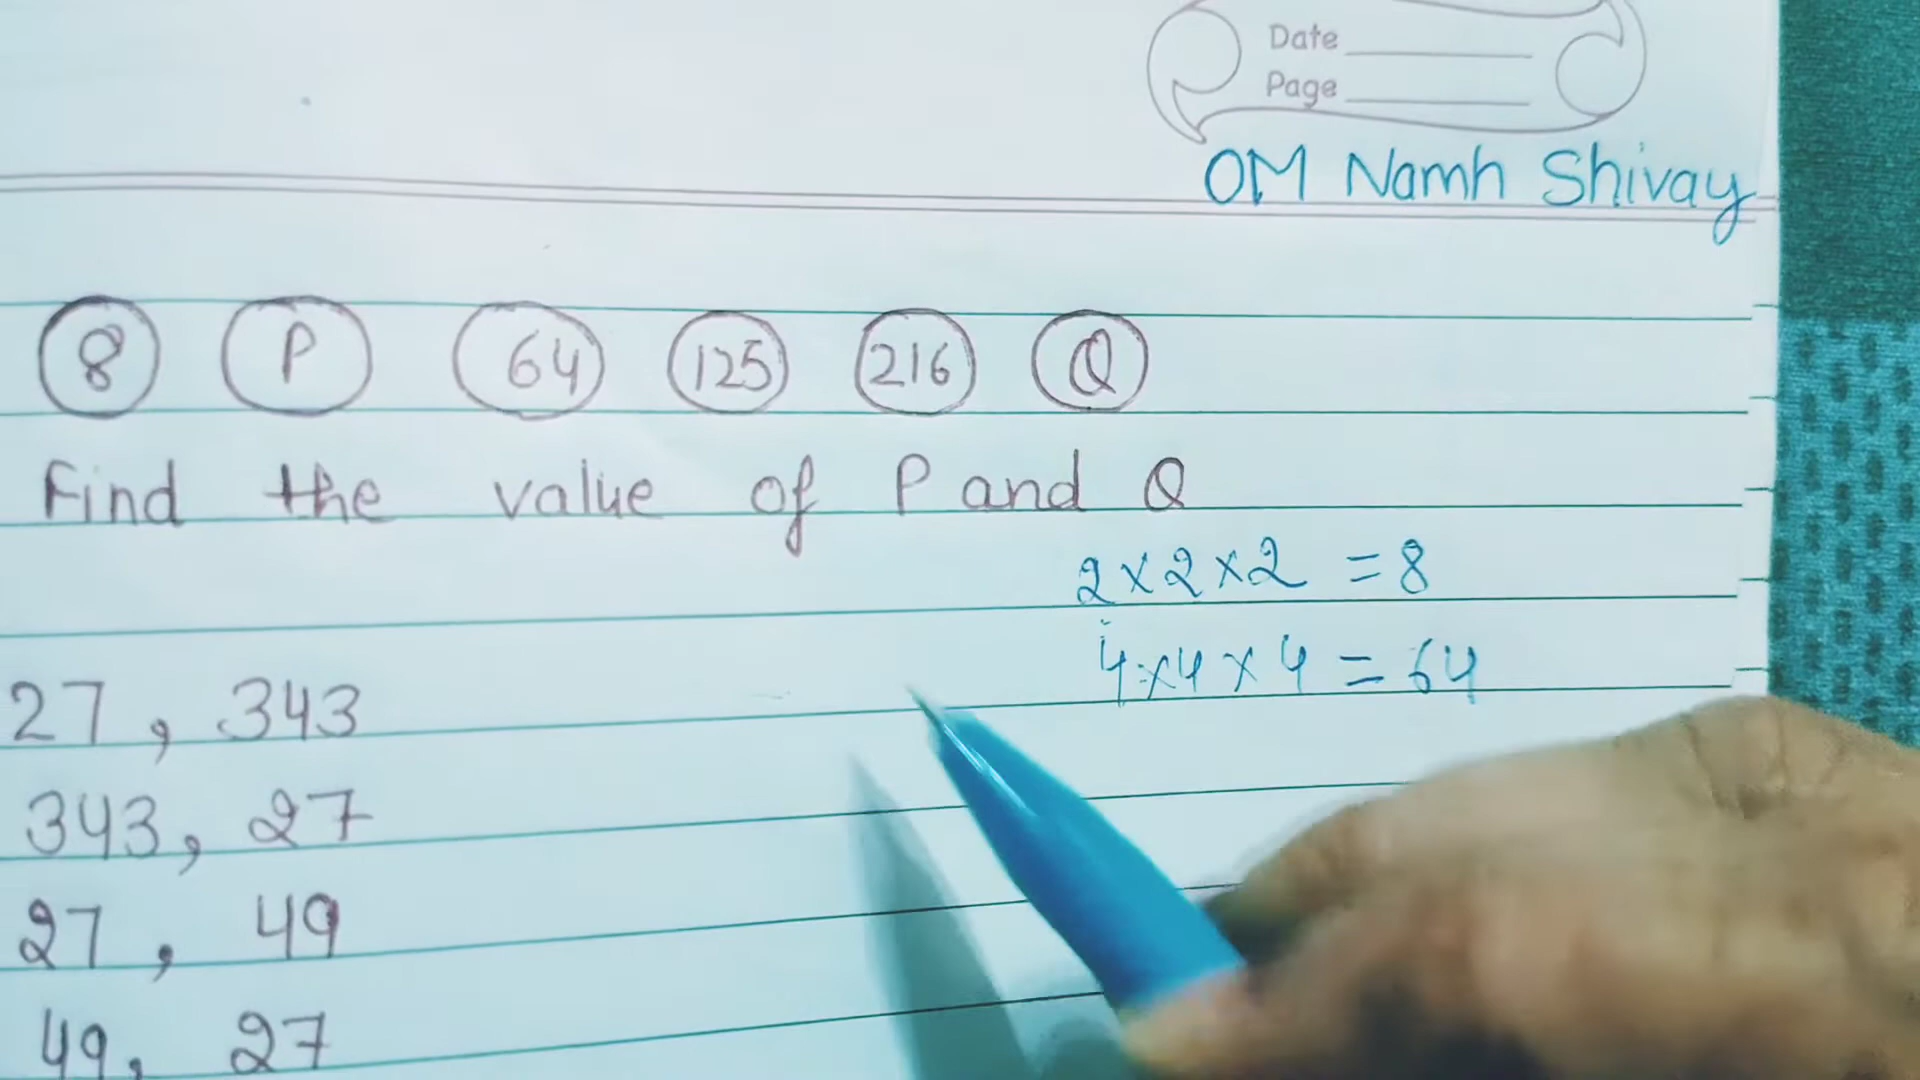 Date
Page
OM Namh Shivay
8 P 64 125 216 Q
Find the value of P and Q
2×2×2 = 8
4×4×4 = 64
27, 343
343, 27
27, 49
49, 27